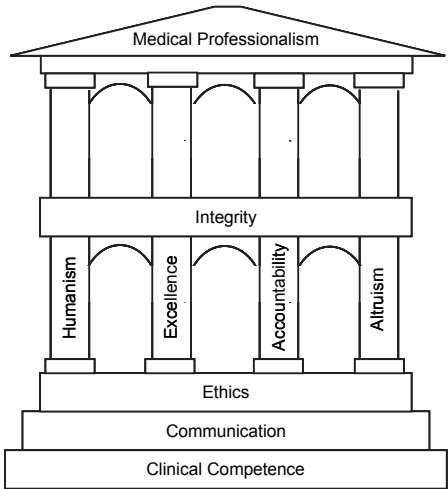 Medical Professionalism
Integrity
Humanism
Excellence
Accountability
Altruism
Ethics
Communication
Clinical Competence